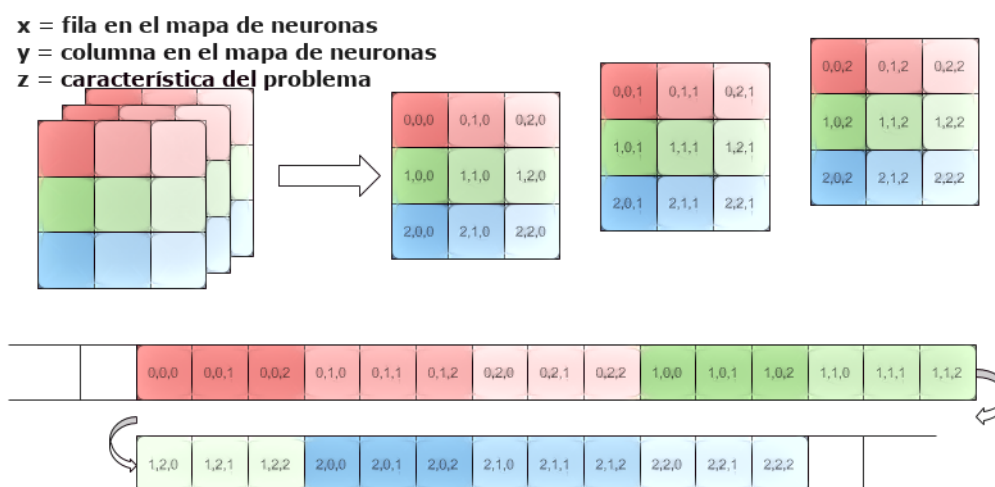 x = fila en el mapa de neuronas
y = columna en el mapa de neuronas
z = característica del problema
0,0,0 0,1,0 0,2,0
1,0,0 1,1,0 1,2,0
2,0,0 2,1,0 2,2,0
0,0,1 0,1,1 0,2,1
1,0,1 1,1,1 1,2,1
2,0,1 2,1,1 2,2,1
0,0,2 0,1,2 0,2,2
1,0,2 1,1,2 1,2,2
2,0,2 2,1,2 2,2,2
0,0,0 0,0,1 0,0,2 0,1,0 0,1,1 0,1,2 0,2,0 0,2,1 0,2,2 1,0,0 1,0,1 1,0,2 1,1,0 1,1,1 1,1,2
1,2,0 1,2,1 1,2,2 2,0,0 2,0,1 2,0,2 2,1,0 2,1,1 2,1,2 2,2,0 2,2,1 2,2,2